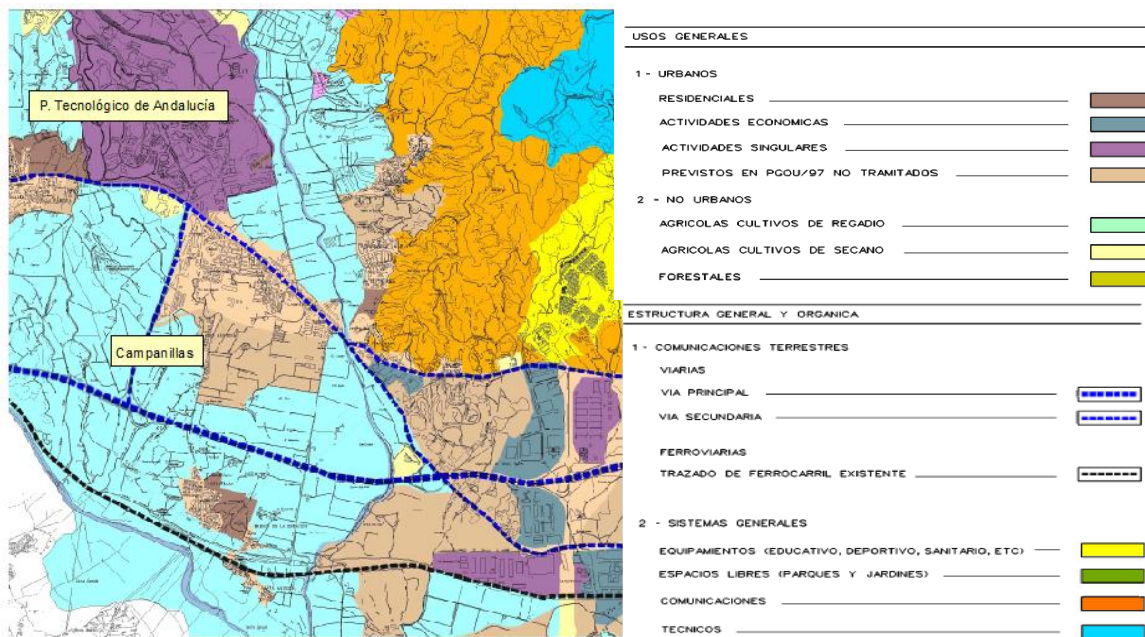 P. Tecnológico de Andalucía
Campanillas
USOS GENERALES
1 - URBANOS
RESIDENCIALES
ACTIVIDADES ECONOMICAS
ACTIVIDADES SINGULARES
PREVISTOS EN PGOU/97 NO TRAMITADOS
2 - NO URBANOS
AGRICOLAS CULTIVOS DE REGADIO
AGRICOLAS CULTIVOS DE SECANO
FORESTALES
ESTRUCTURA GENERAL Y ORGANICA
1 - COMUNICACIONES TERRESTRES
VIARIAS
VIA PRINCIPAL
VIA SECUNDARIA
FERROVIARIAS
TRAZADO DE FERROCARRIL EXISTENTE
2 - SISTEMAS GENERALES
EQUIPAMIENTOS (EDUCATIVO, DEPORTIVO, SANITARIO, ETC)
ESPACIOS LIBRES (PARQUES Y JARDINES)
COMUNICACIONES
TECNICOS